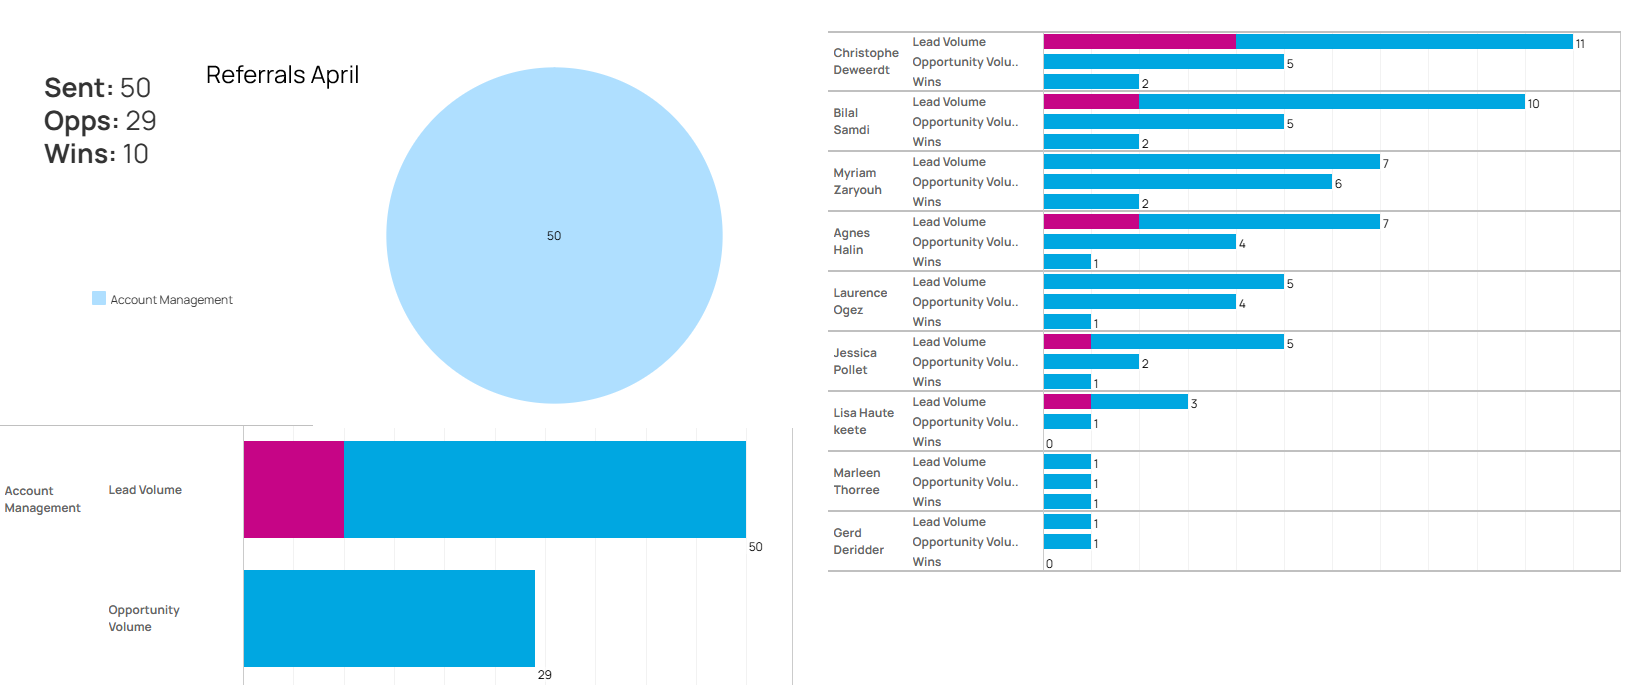 Referrals April
Sent: 50
Opps: 29
Wins: 10
50
Account Management
Account
Management
Lead Volume
50
Opportunity
Volume
29
Christophe
Deweerdt
Lead Volume
11
Opportunity Volu..
5
Wins
2
Bilal
Samdi
Lead Volume
10
Opportunity Volu..
5
Wins
2
Myriam
Zaryouh
Lead Volume
7
Opportunity Volu..
6
Wins
2
Agnes
Halin
Lead Volume
7
Opportunity Volu..
4
Wins
1
Laurence
Ogez
Lead Volume
5
Opportunity Volu..
4
Wins
1
Jessica
Pollet
Lead Volume
5
Opportunity Volu..
2
Wins
1
Lisa Haute
keete
Lead Volume
3
Opportunity Volu..
1
Wins
0
Marleen
Thorree
Lead Volume
1
Opportunity Volu..
1
Wins
1
Gerd
Deridder
Lead Volume
1
Opportunity Volu..
1
Wins
0